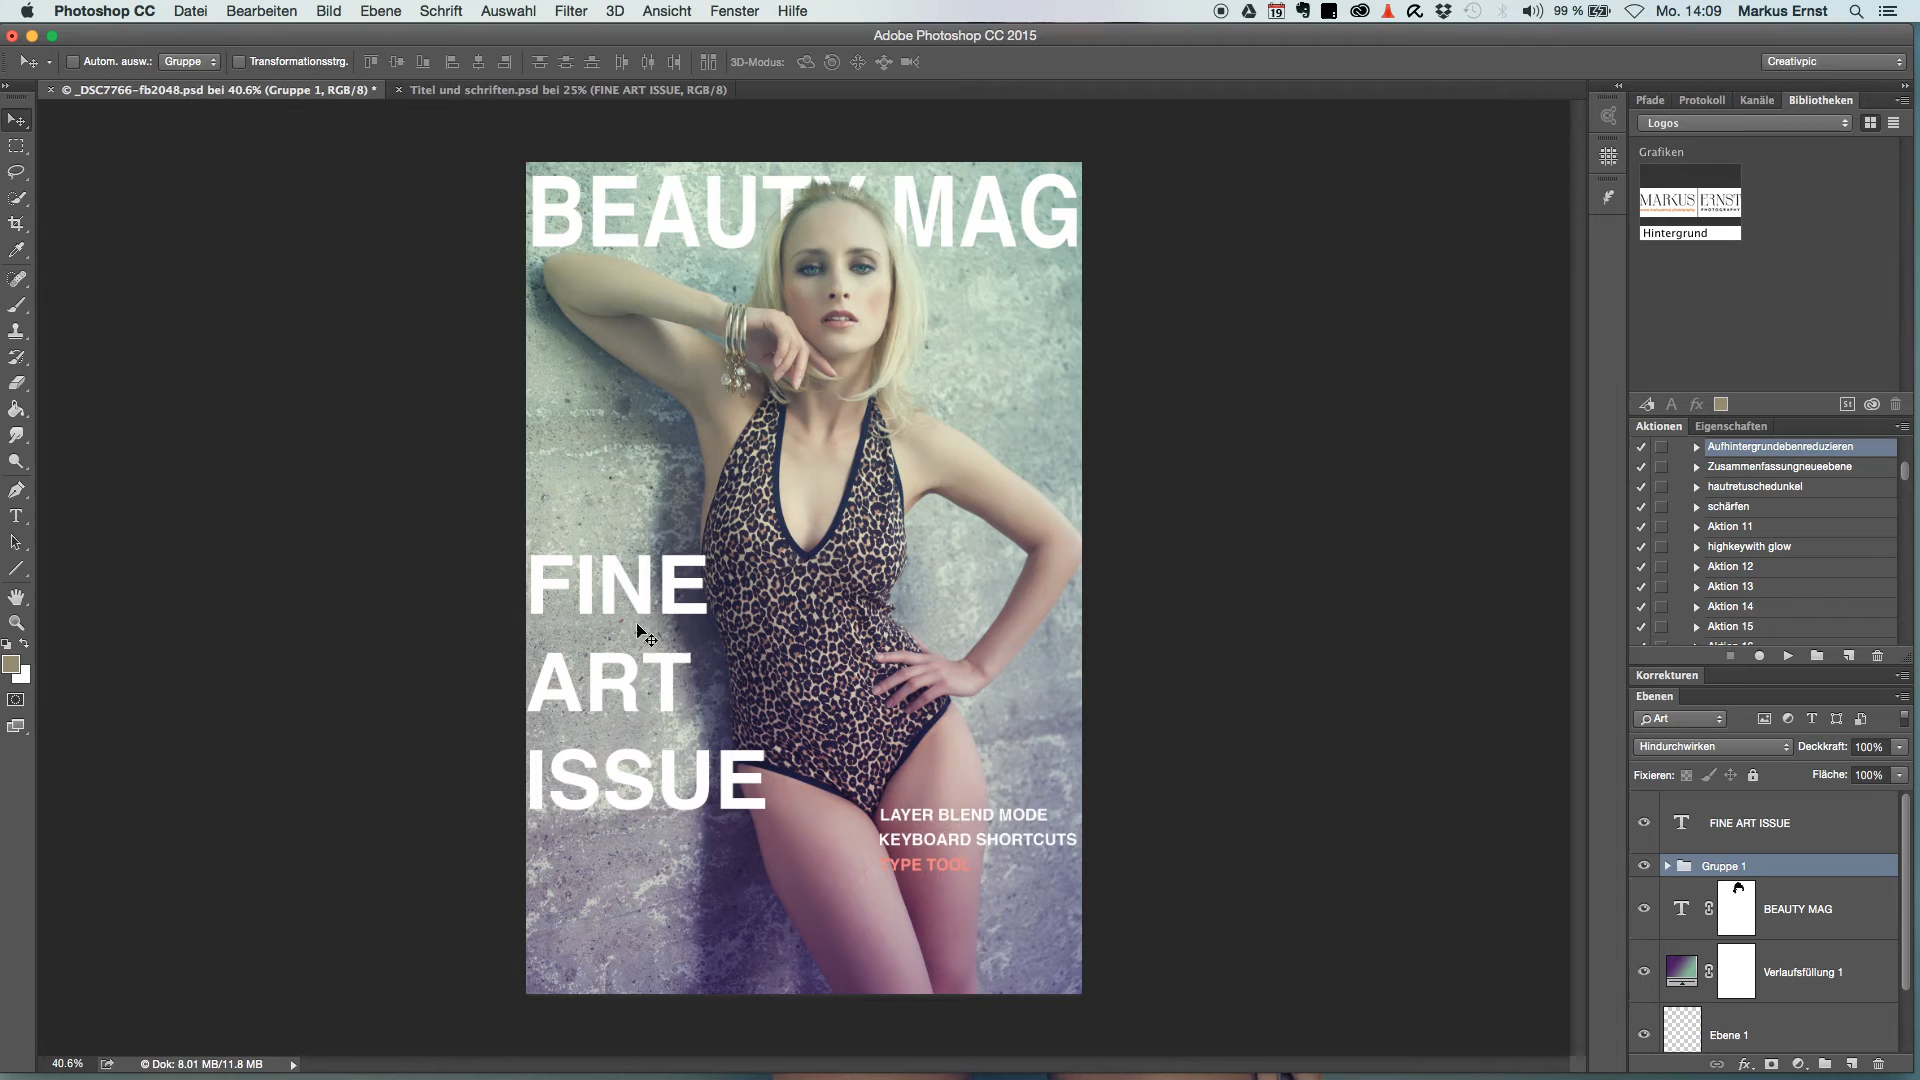 Photoshop CC Datei Bearbeiten Bild Ebene Schrift Auswahl Filter 3D Ansicht Fenster Hilfe 19 99 % Mo. 14:09 Markus Ernst
Adobe Photoshop CC 2015
Autom. ausw.: Gruppe Transformationsstrg. 3D-Modus: Creativpic
© _DSC7766-fb2048.psd bei 40.6% (Gruppe 1, RGB/8) * Titel und schriften.psd bei 25% (FINE ART ISSUE, RGB/8)
Pfade Protokoll Kanäle Bibliotheken
Logos
Grafiken
MARKUS ERNST
PHOTOGRAPHY
Hintergrund
BEAUTY MAG
FINE
ART
ISSUE
LAYER BLEND MODE
KEYBOARD SHORTCUTS
TYPE TOOL
St
Aktionen Eigenschaften
Aufhintergrundebenreduzieren
Zusammenfassungneueebene
hautretuschedunkel
schärfen
Aktion 11
highkeywith glow
Aktion 12
Aktion 13
Aktion 14
Aktion 15
Korrekturen
Ebenen
Art
Hindurchwirken Deckkraft: 100%
Fixieren: Fläche: 100%
FINE ART ISSUE
Gruppe 1
BEAUTY MAG
Verlaufsfüllung 1
Ebene 1
40.6% © Dok: 8.01 MB/11.8 MB